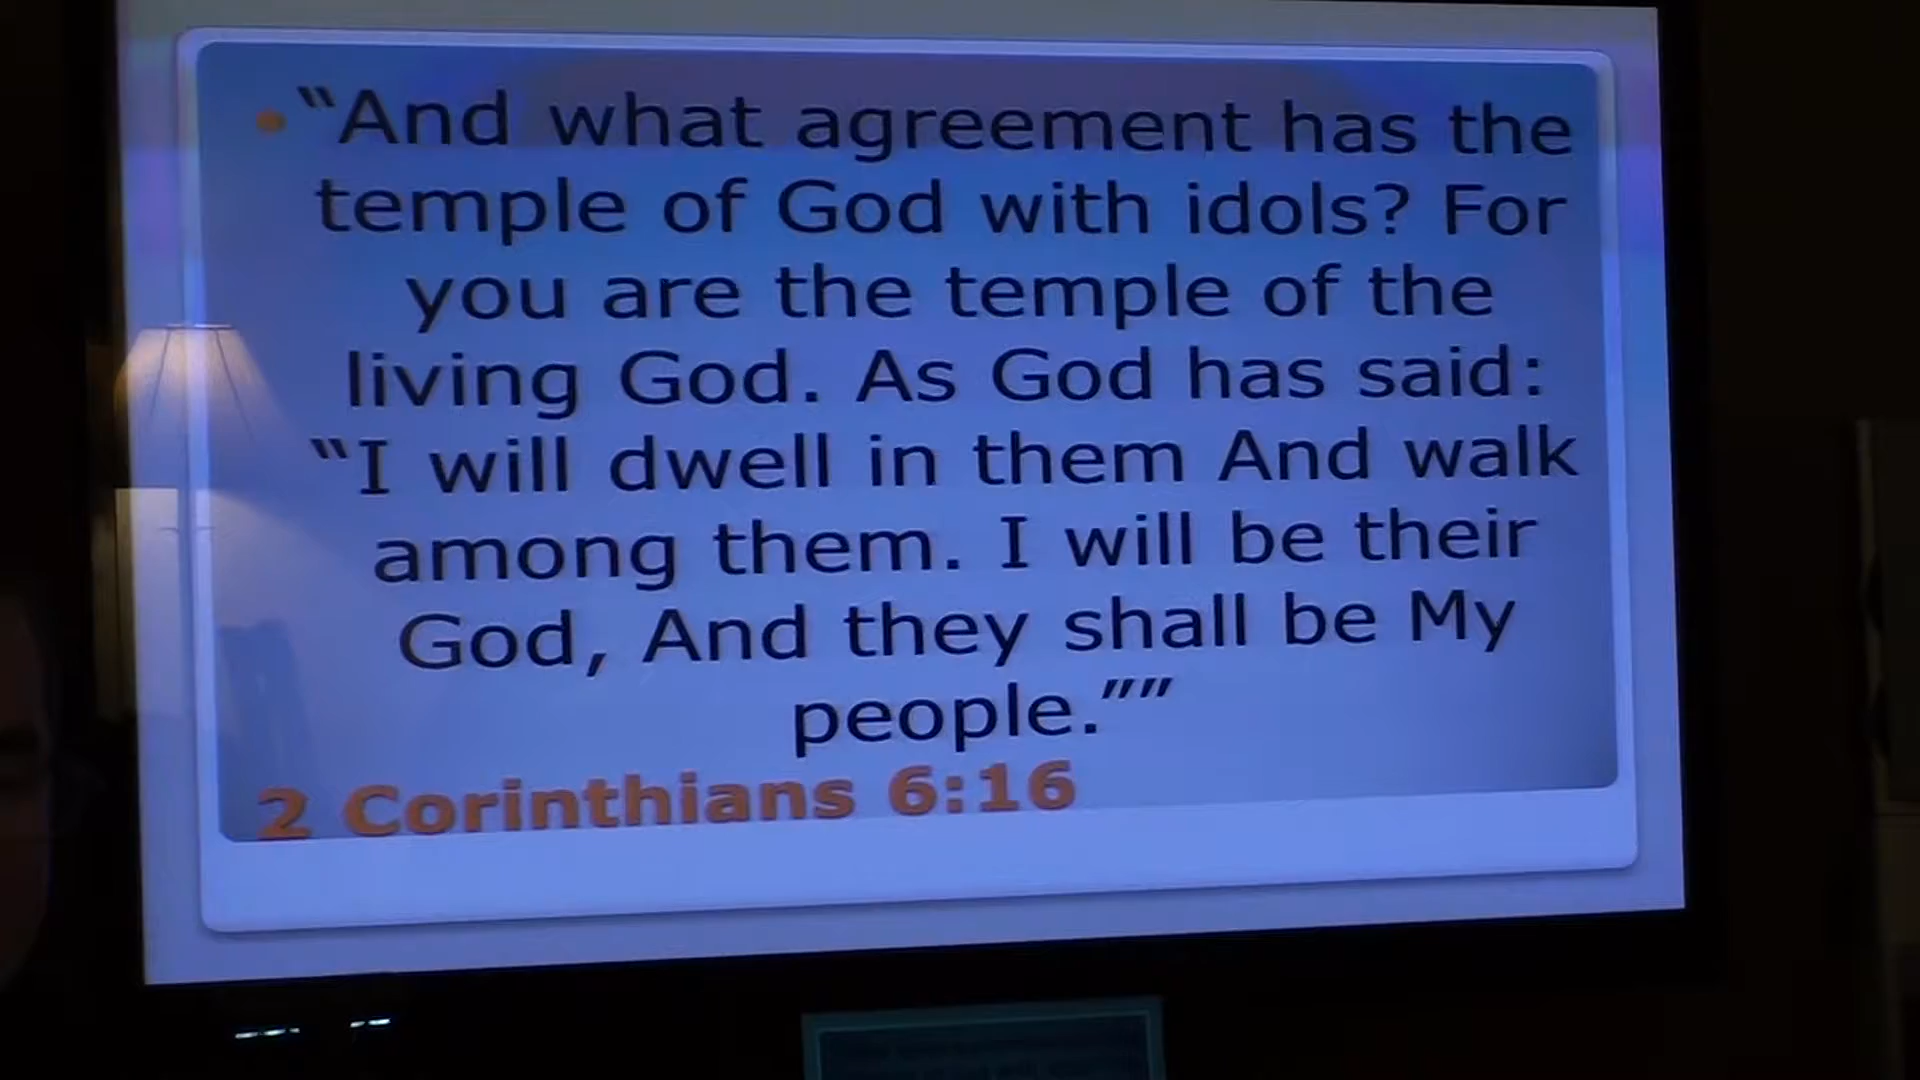 “And what agreement has the
temple of God with idols? For
you are the temple of the
living God. As God has said:
“I will dwell in them And walk
among them. I will be their
God, And they shall be My
people.””
2 Corinthians 6:16